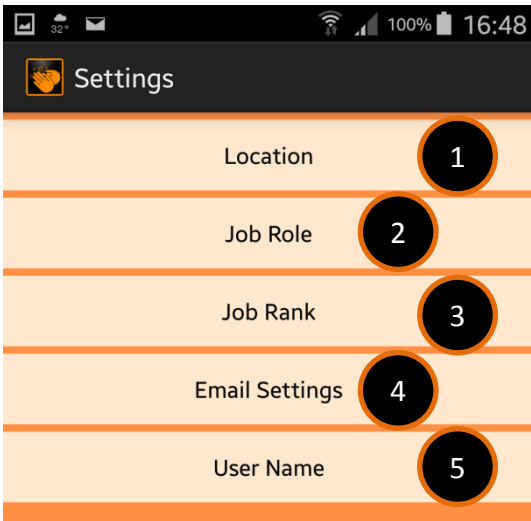 32° 100% 16:48
Settings
Location 1
Job Role 2
Job Rank 3
Email Settings 4
User Name 5